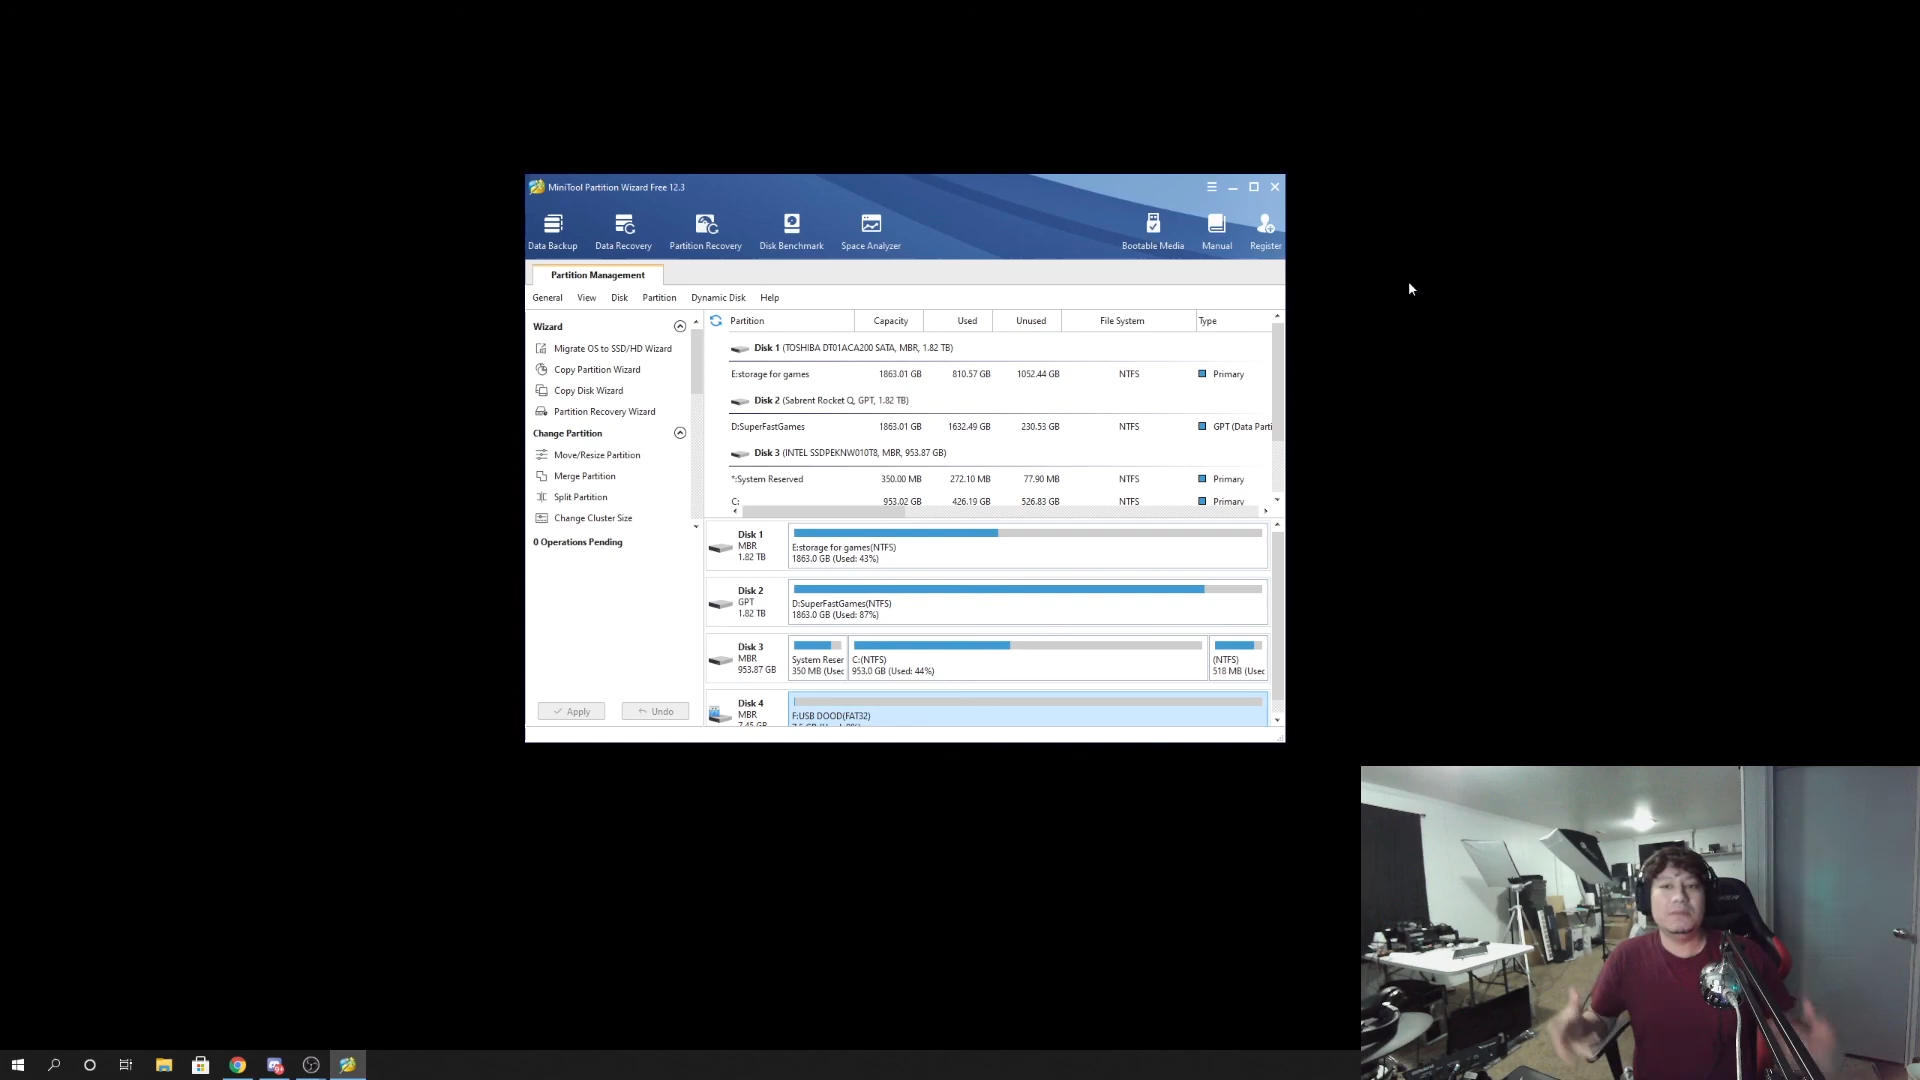 MiniTool Partition Wizard Free 12.3
Data Backup
Data Recovery
Partition Recovery
Disk Benchmark
Space Analyzer
Bootable Media
Manual
Register
Partition Management
General View Disk Partition Dynamic Disk Help
Wizard
Migrate OS to SSD/HD Wizard
Copy Partition Wizard
Copy Disk Wizard
Partition Recovery Wizard
Change Partition
Move/Resize Partition
Merge Partition
Split Partition
Change Cluster Size
0 Operations Pending
Apply
Undo
Partition Capacity Used Unused File System Type
Disk 1 (TOSHIBA DT01ACA200 SATA, MBR, 1.82 TB)
E:storage for games 1863.01 GB 810.57 GB 1052.44 GB NTFS Primary
Disk 2 (Sabrent Rocket Q, GPT, 1.82 TB)
D:SuperFastGames 1863.01 GB 1632.49 GB 230.53 GB NTFS GPT (Data Parti
Disk 3 (INTEL SSDPEKNW010T8, MBR, 953.87 GB)
*:System Reserved 350.00 MB 272.10 MB 77.90 MB NTFS Primary
C: 953.02 GB 426.19 GB 526.83 GB NTFS Primary
Disk 1
MBR
1.82 TB
E:storage for games(NTFS)
1863.0 GB (Used: 43%)
Disk 2
GPT
1.82 TB
D:SuperFastGames(NTFS)
1863.0 GB (Used: 87%)
Disk 3
MBR
953.87 GB
System Reser
350 MB (Usec
C:(NTFS)
953.0 GB (Used: 44%)
(NTFS)
518 MB (Usec
Disk 4
MBR
7.45 GB
F:USB DOOD(FAT32)